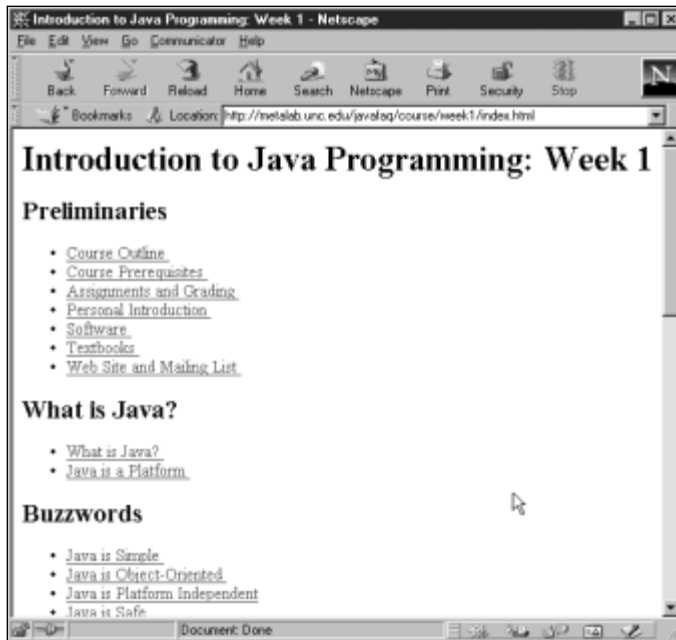 Introduction to Java Programming: Week 1 - Netscape
File Edit View Go Communicator Help
Back Forward Reload Home Search Netscape Print Security Stop
N
Bookmarks Location: http://metalab.unc.edu/javafaq/course/week1/index.html
Introduction to Java Programming: Week 1
Preliminaries
• Course Outline
• Course Prerequisites
• Assignments and Grading
• Personal Introduction
• Software
• Textbooks
• Web Site and Mailing List
What is Java?
• What is Java?
• Java is a Platform
Buzzwords
• Java is Simple
• Java is Object-Oriented
• Java is Platform Independent
• Java is Safe
Document: Done